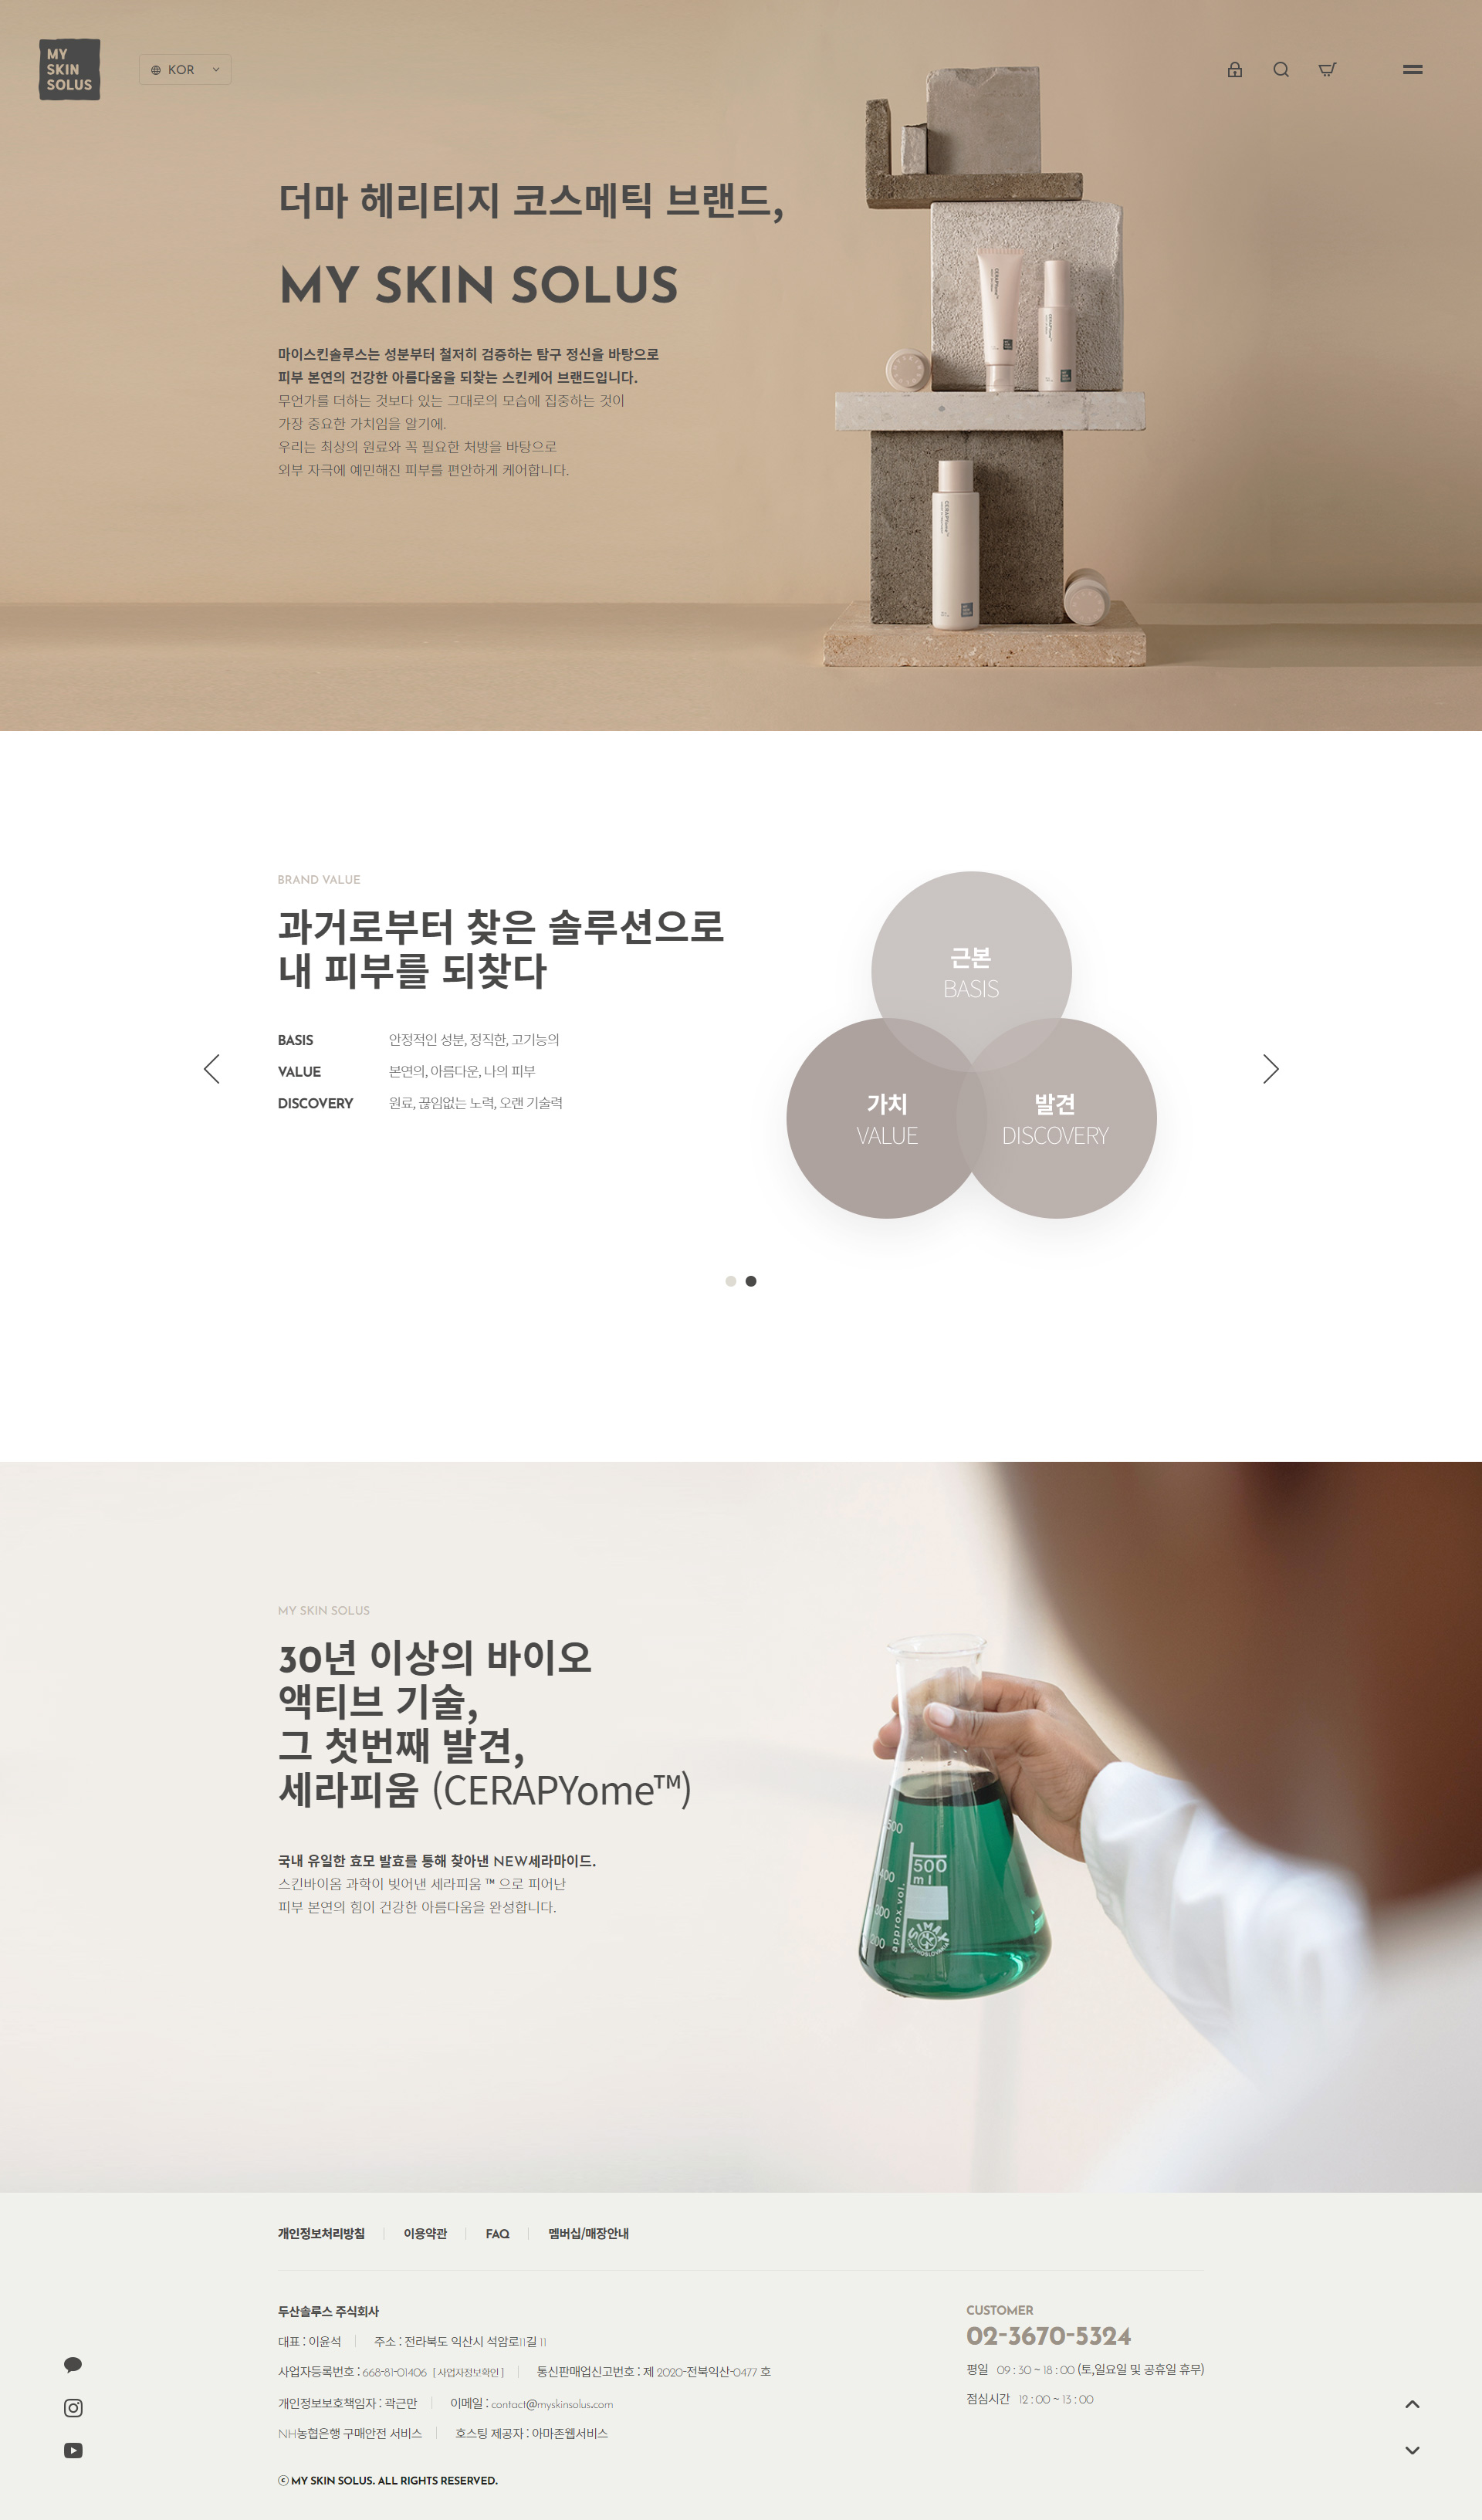 MY
SKIN
SOLUS
KOR
더마 헤리티지 코스메틱 브랜드,
MY SKIN SOLUS
마이스킨솔루스는 성분부터 철저히 검증하는 탐구 정신을 바탕으로
피부 본연의 건강한 아름다움을 되찾는 스킨케어 브랜드입니다.
무언가를 더하는 것보다 있는 그대로의 모습에 집중하는 것이
가장 중요한 가치임을 알기에.
우리는 최상의 원료와 꼭 필요한 처방을 바탕으로
외부 자극에 예민해진 피부를 편안하게 케어합니다.
CERAPYome™
CERAPYome™
CERAPYome™
BRAND VALUE
과거로부터 찾은 솔루션으로
내 피부를 되찾다
BASIS 안정적인 성분, 정직한, 고기능의
VALUE 본연의, 아름다운, 나의 피부
DISCOVERY 원료, 끊임없는 노력, 오랜 기술력
근본
BASIS
가치
VALUE
발견
DISCOVERY
MY SKIN SOLUS
30년 이상의 바이오
액티브 기술,
그 첫번째 발견,
세라피움 (CERAPYome™)
국내 유일한 효모 발효를 통해 찾아낸 NEW세라마이드.
스킨바이옴 과학이 빚어낸 세라피움 ™ 으로 피어난
피부 본연의 힘이 건강한 아름다움을 완성합니다.
500
400
300
200
500
ml
approx.vol.
SIMAX
개인정보처리방침 이용약관 FAQ 멤버십/매장안내
두산솔루스 주식회사
대표 : 이윤석 주소 : 전라북도 익산시 석암로11길 11
사업자등록번호 : 668-81-01406 [ 사업자정보확인 ] 통신판매업신고번호 : 제 2020-전북익산-0477 호
개인정보보호책임자 : 곽근만 이메일 : contact@myskinsolus.com
NH농협은행 구매안전 서비스 호스팅 제공자 : 아마존웹서비스
ⓒ MY SKIN SOLUS. ALL RIGHTS RESERVED.
CUSTOMER
02-3670-5324
평일 09 : 30 ~ 18 : 00 (토,일요일 및 공휴일 휴무)
점심시간 12 : 00 ~ 13 : 00